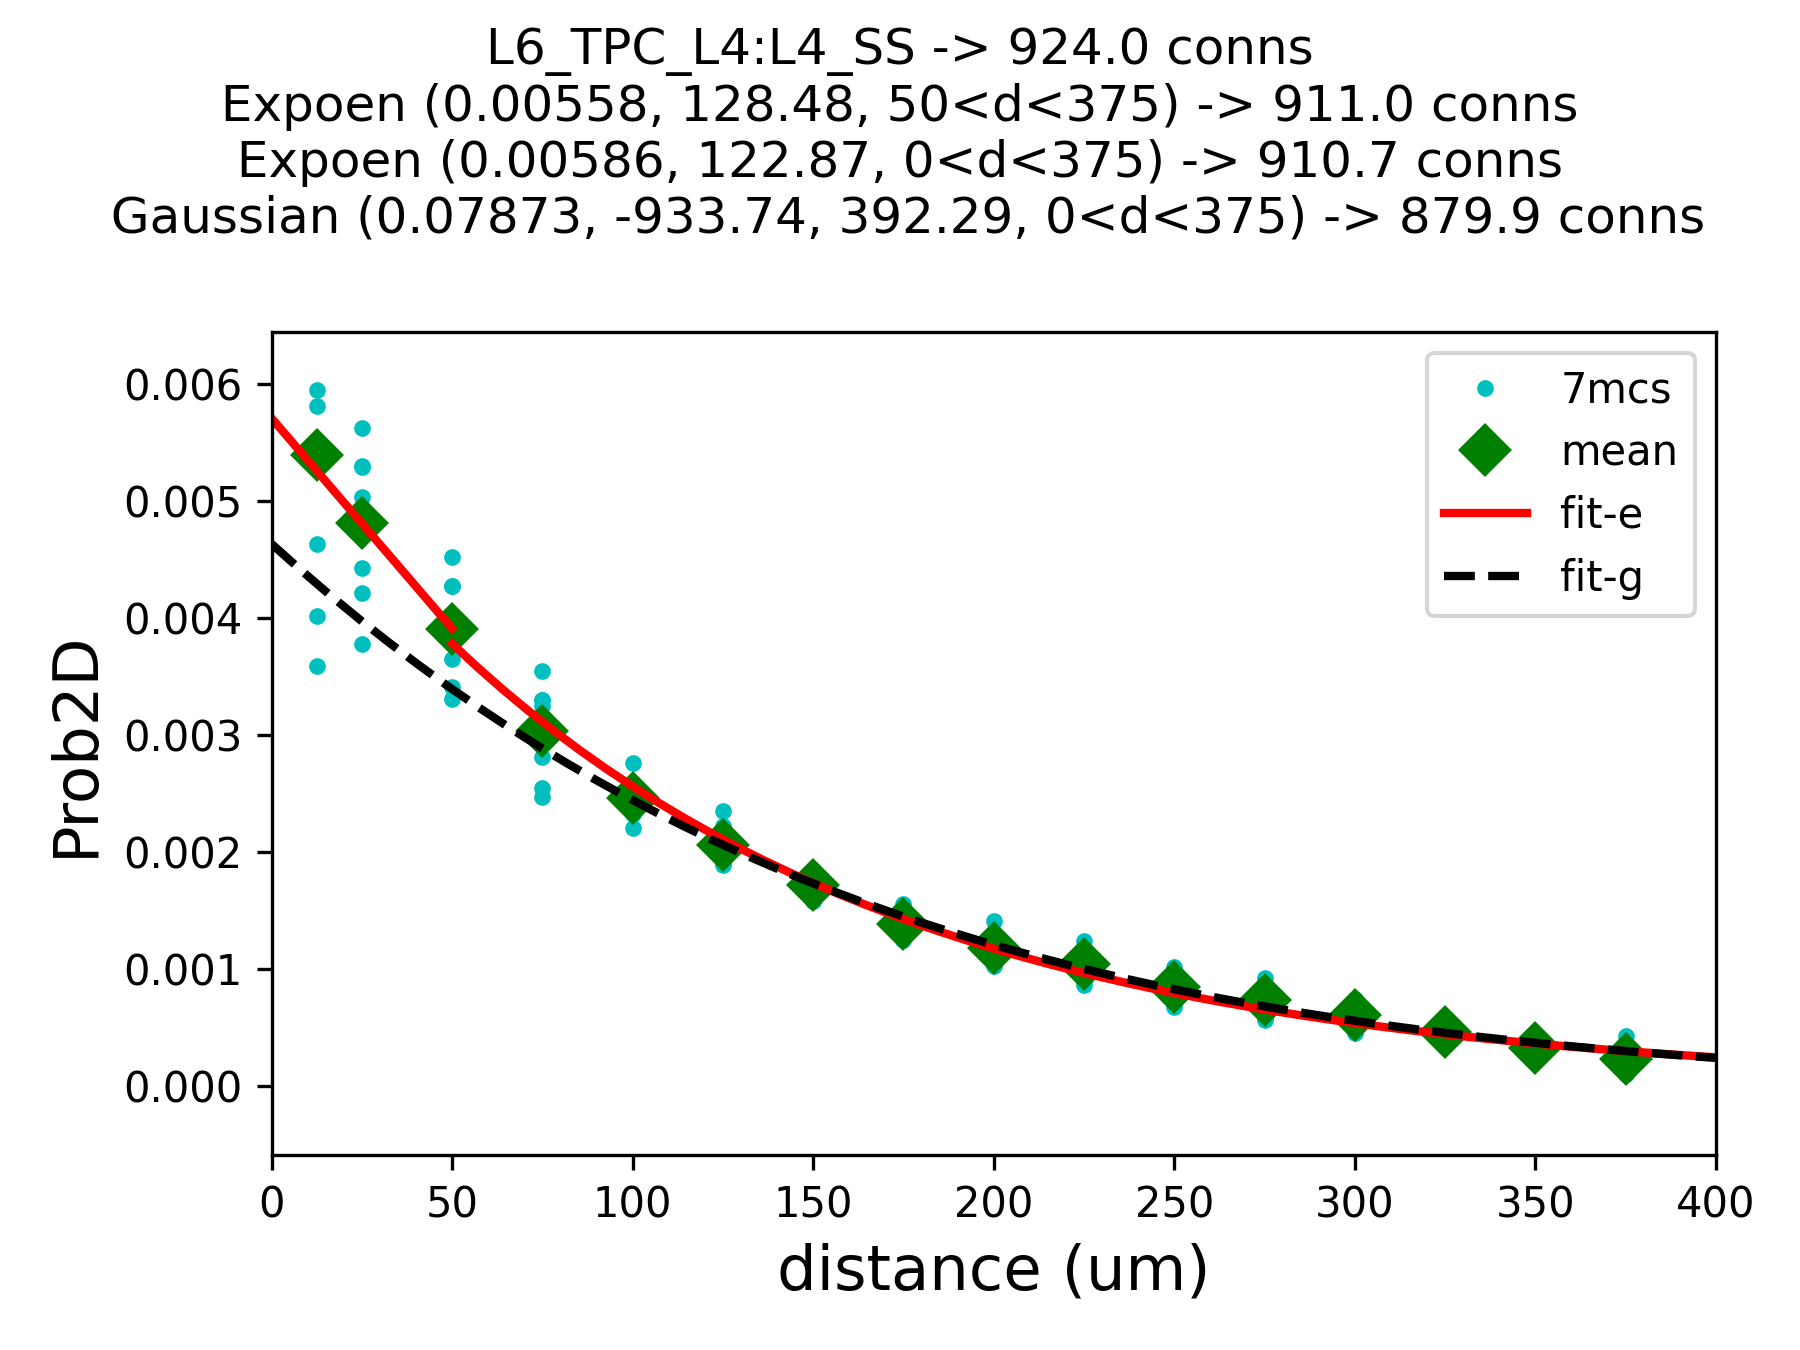 L6_TPC_L4:L4_SS -> 924.0 conns
Expoen (0.00558, 128.48, 50<d<375) -> 911.0 conns
Expoen (0.00586, 122.87, 0<d<375) -> 910.7 conns
Gaussian (0.07873, -933.74, 392.29, 0<d<375) -> 879.9 conns
7mcs
mean
fit-e
fit-g
Prob2D
0.006
0.005
0.004
0.003
0.002
0.001
0.000
0 50 100 150 200 250 300 350 400
distance (um)